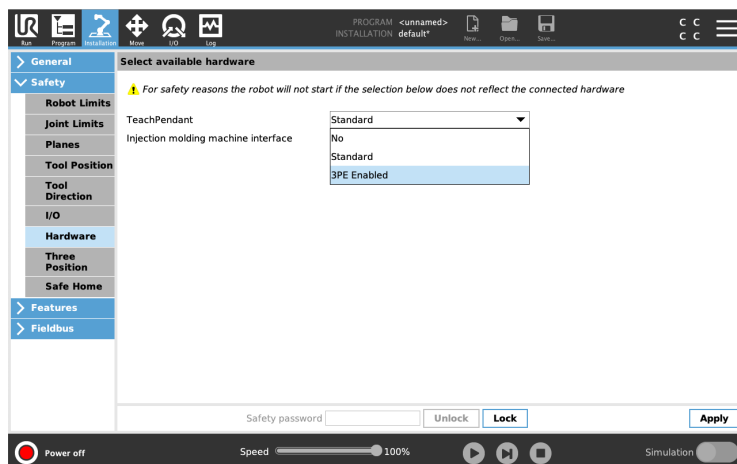 UR
PROGRAM <unnamed>
INSTALLATION default*
Run Program Installation Move I/O Log New... Open... Save...
C C
C C
General
Select available hardware
Safety
For safety reasons the robot will not start if the selection below does not reflect the connected hardware
Robot Limits
Joint Limits
Planes
Tool Position
Tool
Direction
I/O
Hardware
Three
Position
Safe Home
Features
Fieldbus
TeachPendant Standard
Injection molding machine interface No
Standard
3PE Enabled
Safety password Unlock Lock Apply
Power off Speed 100% Simulation